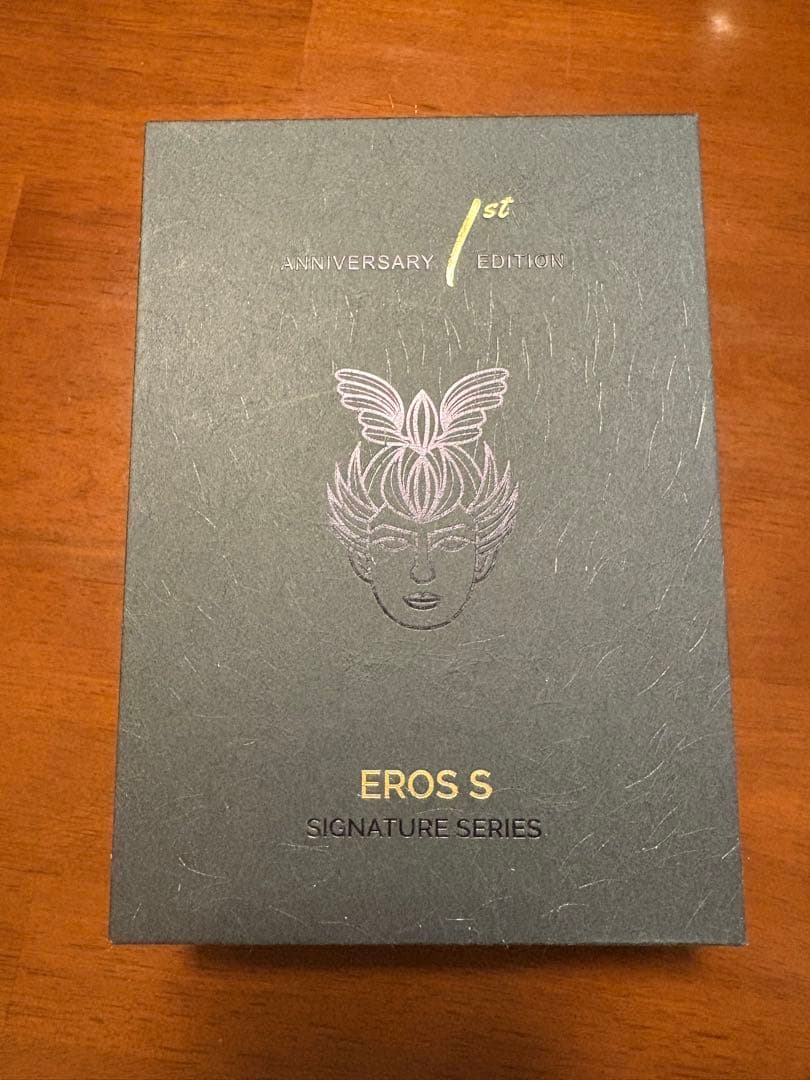 ANNIVERSARY 1st EDITION
EROS S
SIGNATURE SERIES